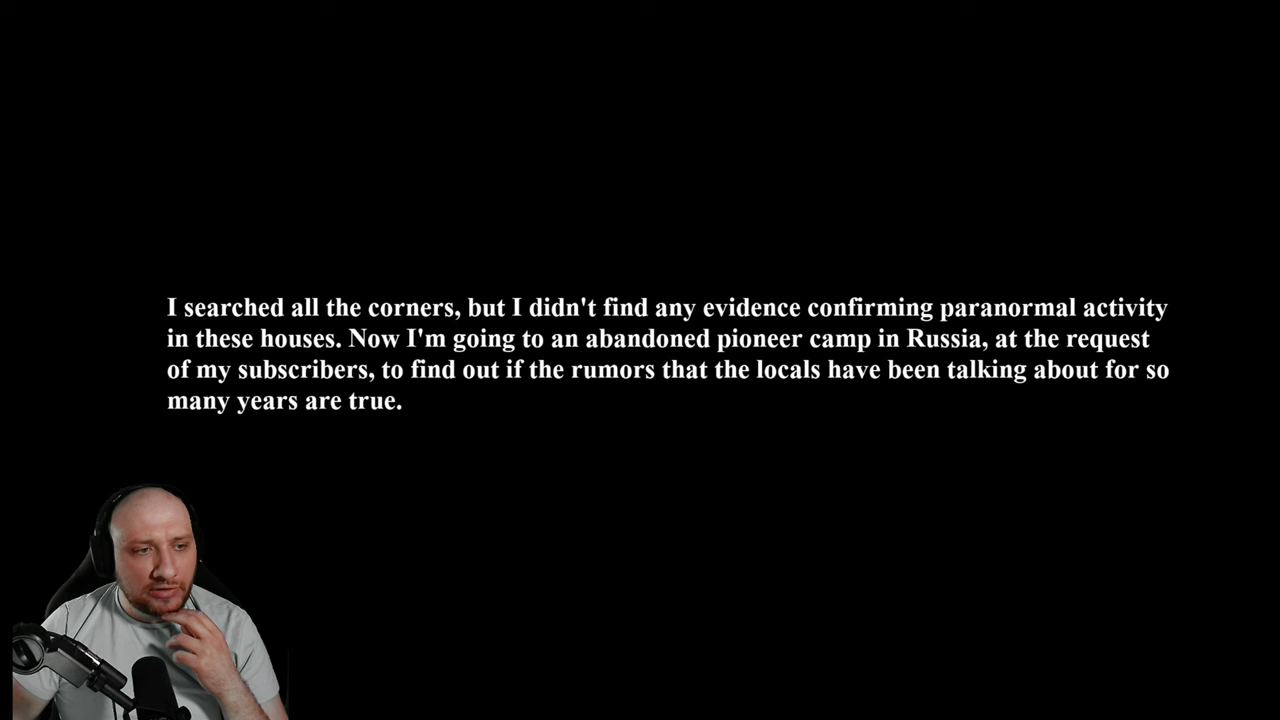 I searched all the corners, but I didn't find any evidence confirming paranormal activity
in these houses. Now I'm going to an abandoned pioneer camp in Russia, at the request
of my subscribers, to find out if the rumors that the locals have been talking about for so
many years are true.